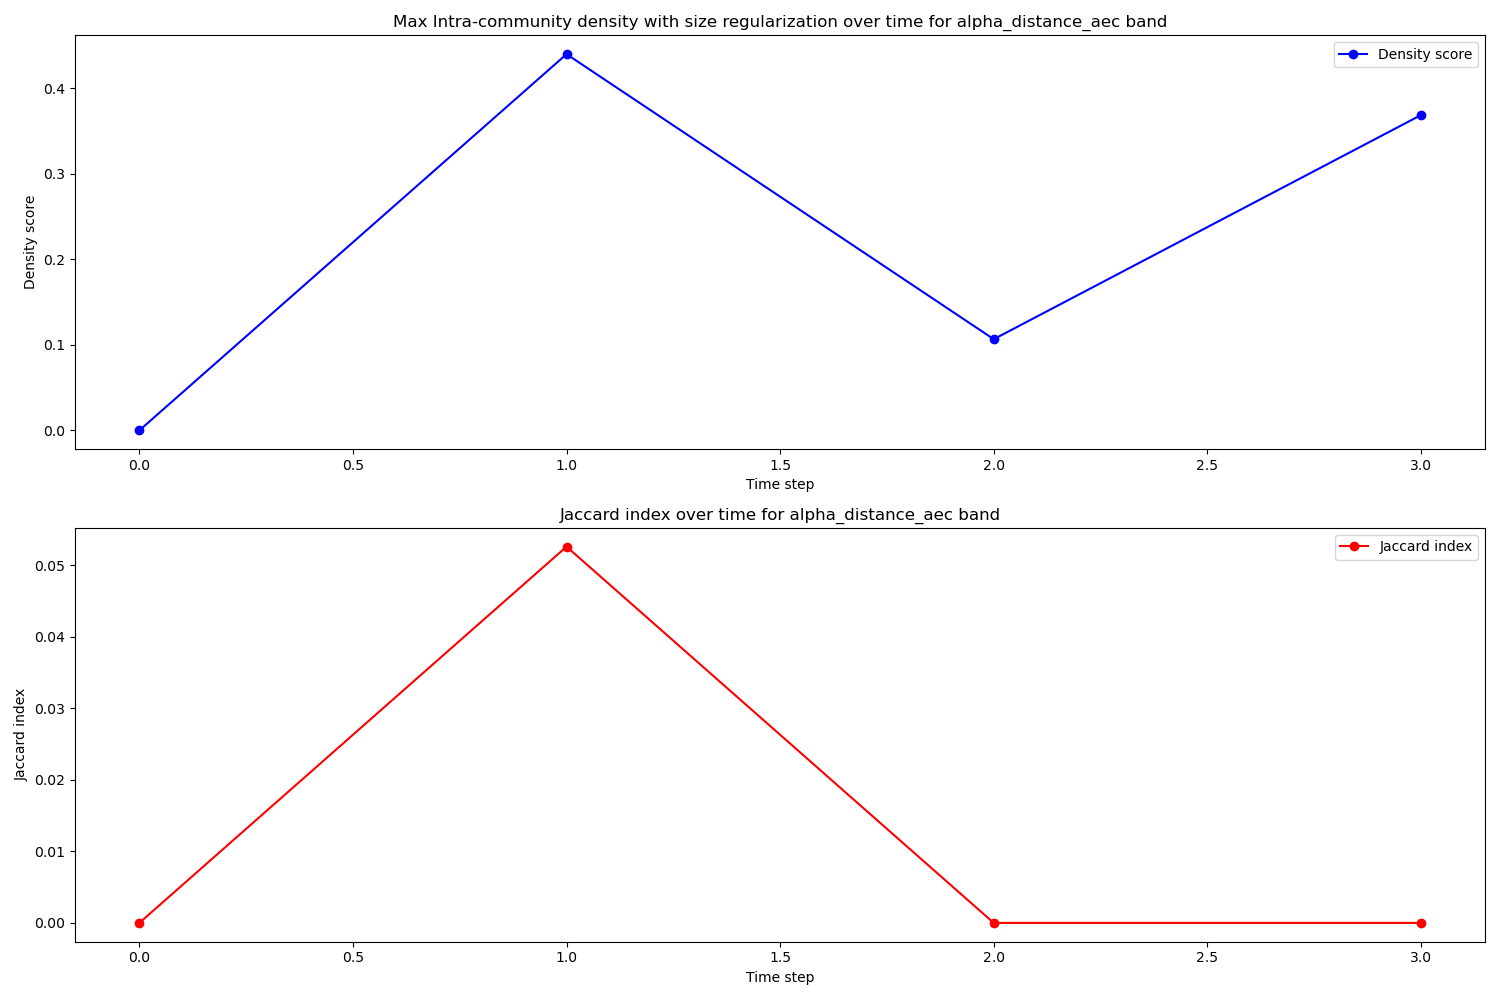 Max Intra-community density with size regularization over time for alpha_distance_aec band
Density score
Density score
0.4
0.3
0.2
0.1
0.0
0.0 0.5 1.0 1.5 2.0 2.5 3.0
Time step
Jaccard index over time for alpha_distance_aec band
Jaccard index
Jaccard index
0.05
0.04
0.03
0.02
0.01
0.00
0.0 0.5 1.0 1.5 2.0 2.5 3.0
Time step